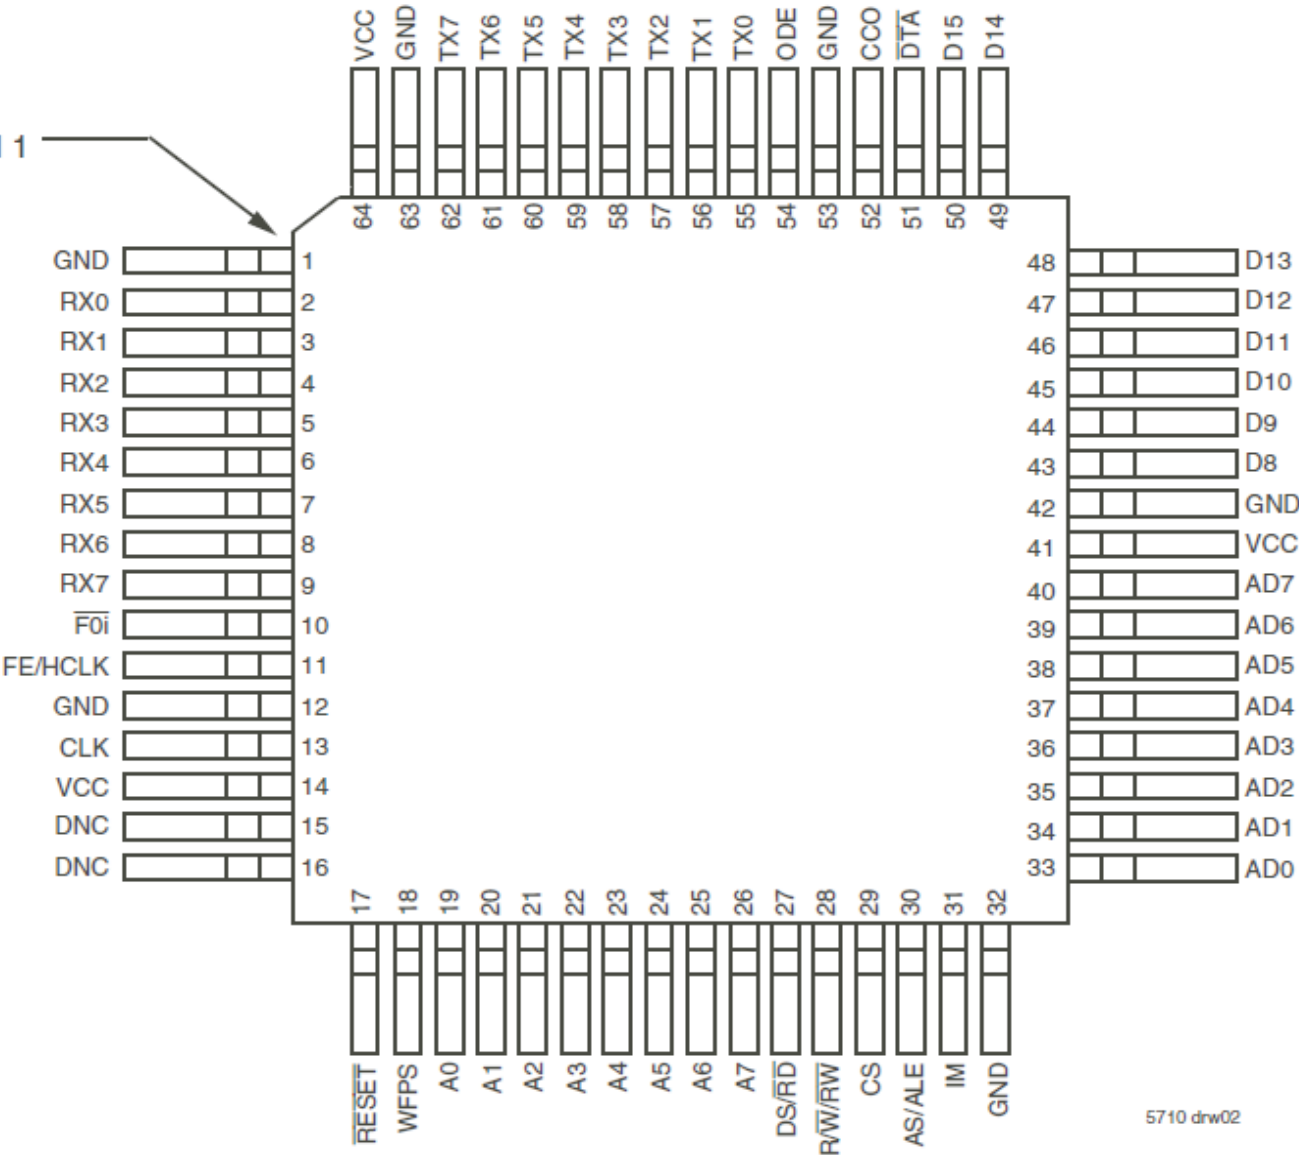 VCC GND TX7 TX6 TX5 TX4 TX3 TX2 TX1 TX0 ODE GND CCO D̅T̅A̅ D15 D14
1
64 63 62 61 60 59 58 57 56 55 54 53 52 51 50 49
GND 1 48 D13
RX0 2 47 D12
RX1 3 46 D11
RX2 4 45 D10
RX3 5 44 D9
RX4 6 43 D8
RX5 7 42 GND
RX6 8 41 VCC
RX7 9 40 AD7
F̅0̅i̅ 10 39 AD6
FE/HCLK 11 38 AD5
GND 12 37 AD4
CLK 13 36 AD3
VCC 14 35 AD2
DNC 15 34 AD1
DNC 16 33 AD0
17 18 19 20 21 22 23 24 25 26 27 28 29 30 31 32
R̅E̅S̅E̅T̅ WFPS A0 A1 A2 A3 A4 A5 A6 A7 DS/R̅D̅ R/W̅/R̅W̅ CS AS/ALE IM GND
5710 drw02